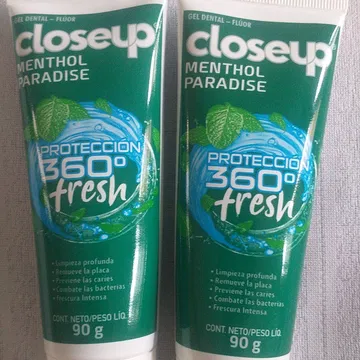 GEL DENTAL – FLÚOR
closeup
MENTHOL
PARADISE
PROTECCIÓN
360º
fresh
• Limpieza profunda
• Remueve la placa
• Previene las caries
• Combate las bacterias
• Frescura Intensa
CONT. NETO/PESO LÍQ.
90 g
GEL DENTAL – FLÚOR
closeup
MENTHOL
PARADISE
PROTECCIÓN
360º
fresh
• Limpieza profunda
• Remueve la placa
• Previene las caries
• Combate las bacterias
• Frescura Intensa
CONT. NETO/PESO LÍQ.
90 g